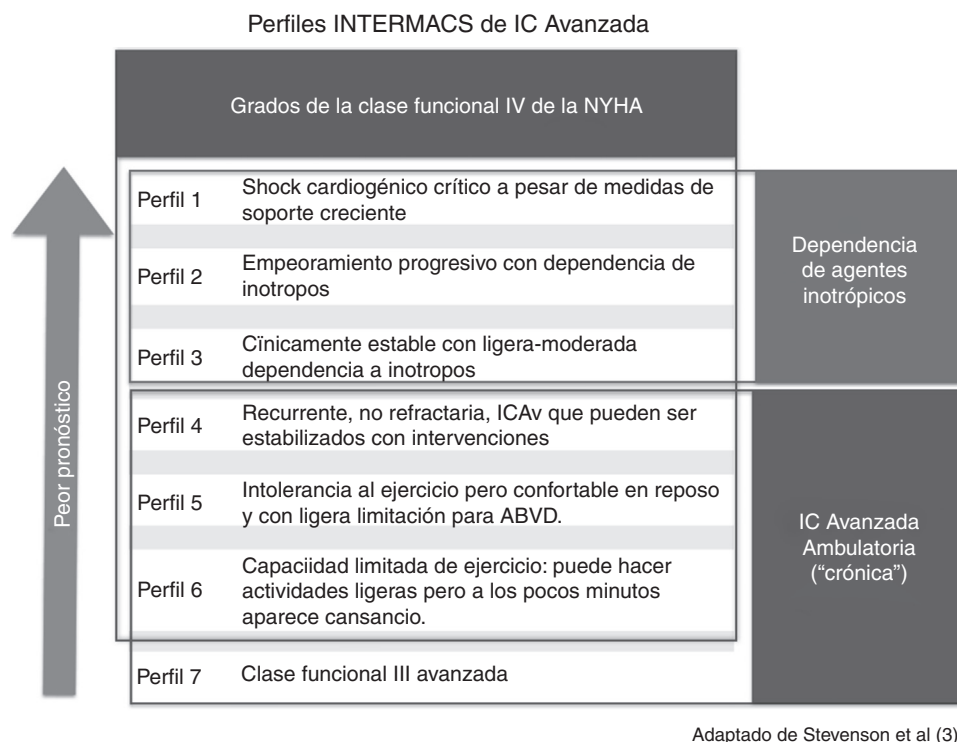 Perfiles INTERMACS de IC Avanzada
Grados de la clase funcional IV de la NYHA
Peor pronóstico
Perfil 1
Shock cardiogénico crítico a pesar de medidas de
soporte creciente
Perfil 2
Empeoramiento progresivo con dependencia de
inotropos
Perfil 3
Cïnicamente estable con ligera-moderada
dependencia a inotropos
Dependencia
de agentes
inotrópicos
Perfil 4
Recurrente, no refractaria, ICAv que pueden ser
estabilizados con intervenciones
Perfil 5
Intolerancia al ejercicio pero confortable en reposo
y con ligera limitación para ABVD.
Perfil 6
Capaciidad limitada de ejercicio: puede hacer
actividades ligeras pero a los pocos minutos
aparece cansancio.
Perfil 7
Clase funcional III avanzada
IC Avanzada
Ambulatoria
(“crónica”)
Adaptado de Stevenson et al (3)